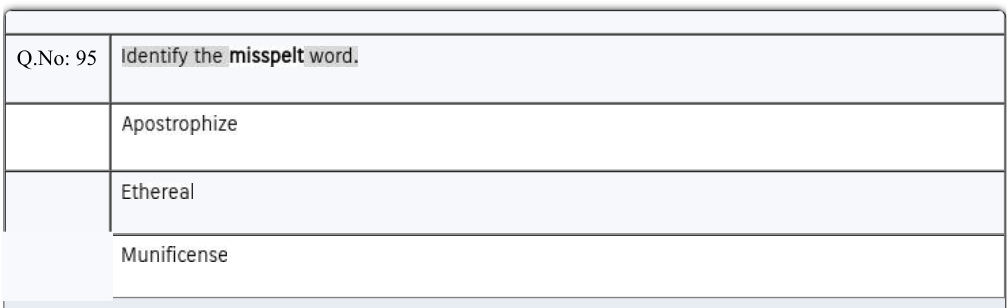 Q.No: 95 Identify the misspelt word.
Apostrophize
Ethereal
Munificense